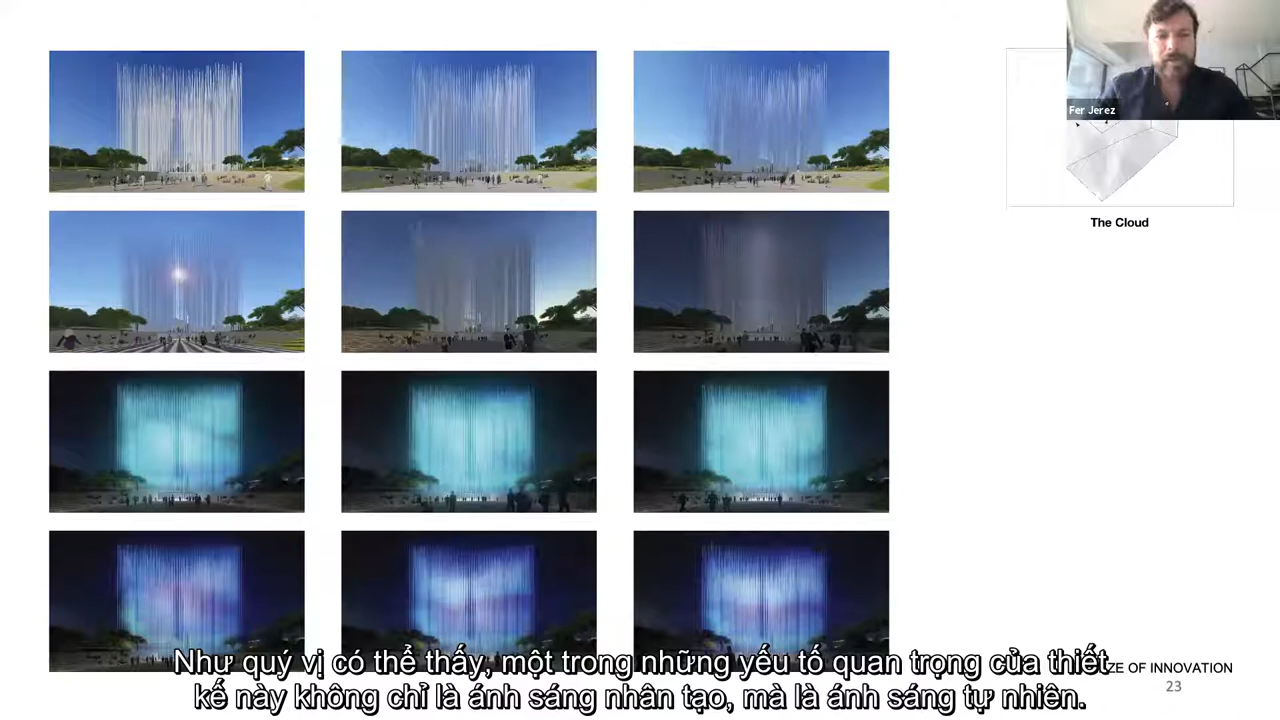 Fer Jerez
The Cloud
Như quý vị có thể thấy, một trong những yếu tố quan trọng của thiết
kế này không chỉ là ánh sáng nhân tạo, mà là ánh sáng tự nhiên.
ZE OF INNOVATION
23